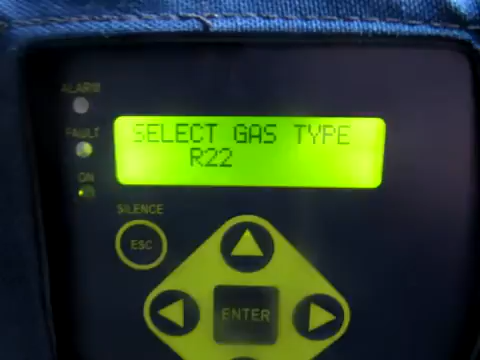 ALARM
SELECT GAS TYPE
R22
FAULT
ON
SILENCE
ESC
ENTER